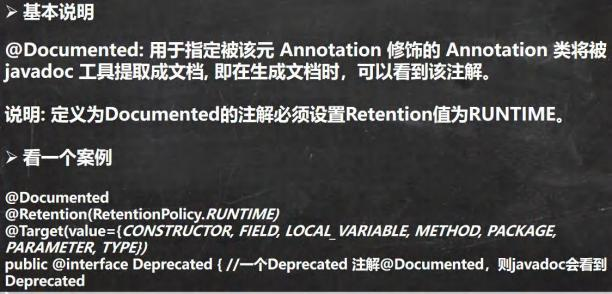 ➢ 基本说明
@Documented: 用于指定被该元 Annotation 修饰的 Annotation 类将被
javadoc 工具提取成文档, 即在生成文档时，可以看到该注解。
说明: 定义为Documented的注解必须设置Retention值为RUNTIME。
➢ 看一个案例
@Documented
@Retention(RetentionPolicy.RUNTIME)
@Target(value={CONSTRUCTOR, FIELD, LOCAL_VARIABLE, METHOD, PACKAGE,
PARAMETER, TYPE})
public @interface Deprecated { //一个Deprecated 注解@Documented，则javadoc会看到
Deprecated